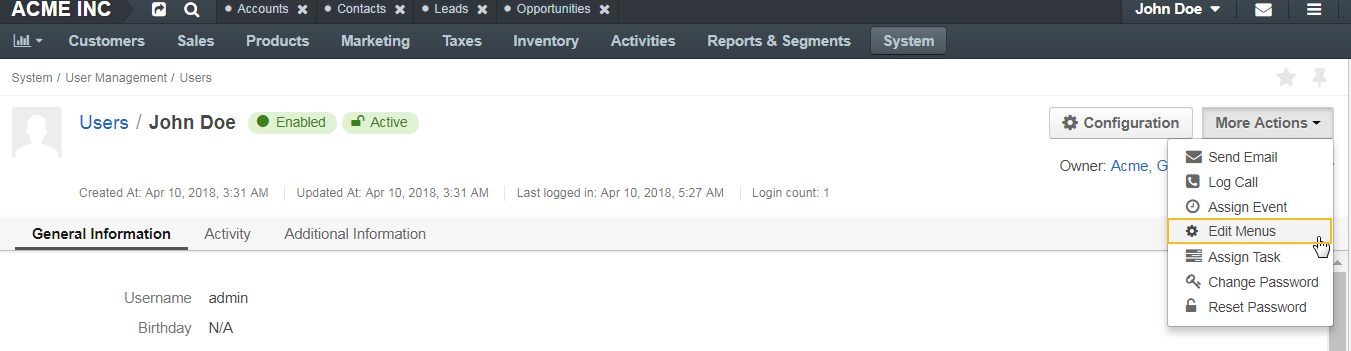 ACME INC Accounts Contacts Leads Opportunities John Doe
Customers Sales Products Marketing Taxes Inventory Activities Reports & Segments System
System / User Management / Users
Users / John Doe Enabled Active Configuration More Actions
Owner: Acme, G
Send Email
Log Call
Created At: Apr 10, 2018, 3:31 AM Updated At: Apr 10, 2018, 3:31 AM Last logged in: Apr 10, 2018, 5:27 AM Login count: 1
Assign Event
General Information Activity Additional Information
Edit Menus
Assign Task
Change Password
Reset Password
Username admin
Birthday N/A